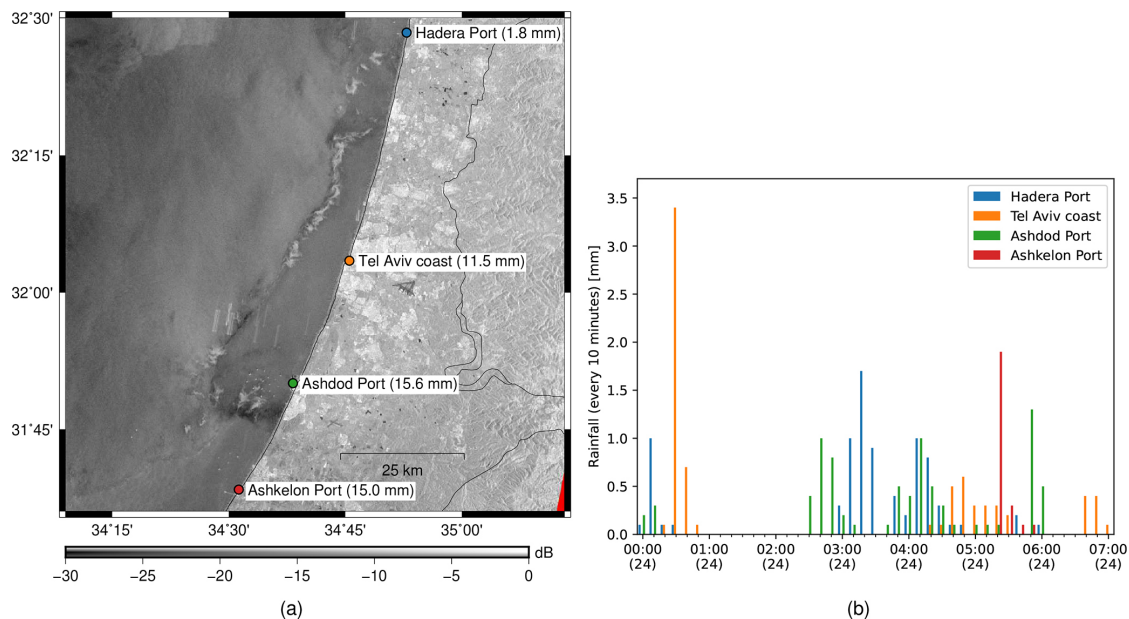 32°30'
32°15'
32°00'
31°45'
Hadera Port (1.8 mm)
Tel Aviv coast (11.5 mm)
Ashdod Port (15.6 mm)
25 km
Ashkelon Port (15.0 mm)
34°15' 34°30' 34°45' 35°00'
dB
−30 −25 −20 −15 −10 −5 0
(a)
Rainfall (every 10 minutes) [mm]
3.5
3.0
2.5
2.0
1.5
1.0
0.5
0.0
Hadera Port
Tel Aviv coast
Ashdod Port
Ashkelon Port
00:00 01:00 02:00 03:00 04:00 05:00 06:00 07:00
(24) (24) (24) (24) (24) (24) (24) (24)
(b)